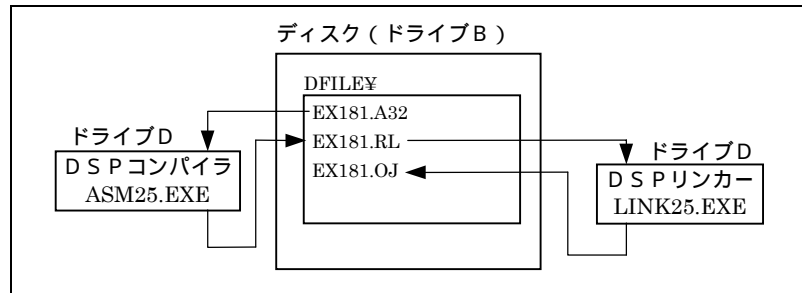 ディスク(ドライブB)
DFILE¥
EX181.A32
EX181.RL
EX181.OJ
ドライブD
DSPコンパイラ
ASM25.EXE
ドライブD
DSPリンカー
LINK25.EXE